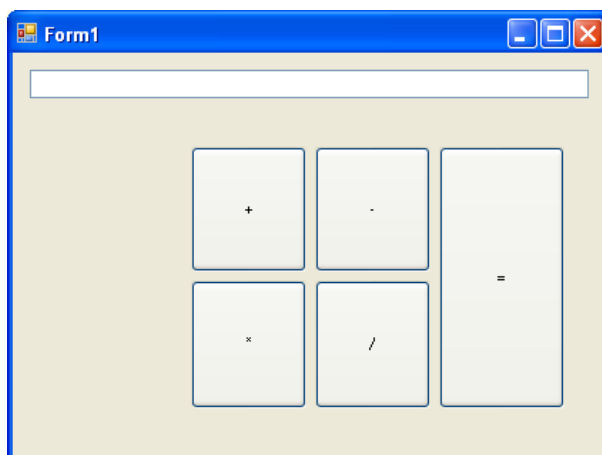 Form1
+ -
=
* /